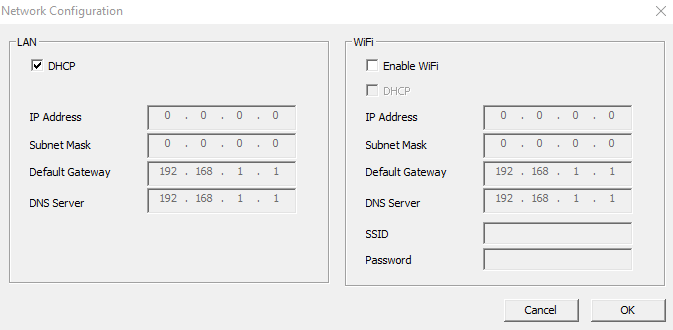 Network Configuration
LAN
DHCP
IP Address 0 . 0 . 0 . 0
Subnet Mask 0 . 0 . 0 . 0
Default Gateway 192 . 168 . 1 . 1
DNS Server 192 . 168 . 1 . 1
WiFi
Enable WiFi
DHCP
IP Address 0 . 0 . 0 . 0
Subnet Mask 0 . 0 . 0 . 0
Default Gateway 192 . 168 . 1 . 1
DNS Server 192 . 168 . 1 . 1
SSID
Password
Cancel OK